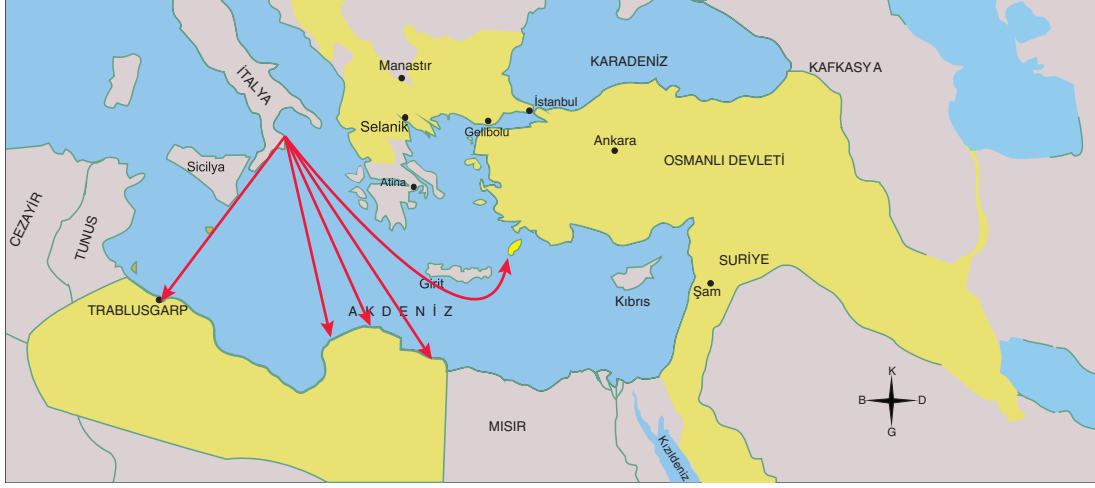 KARADENİZ
KAFKASYA
Manastır
İTALYA
İstanbul
Selanik
Gelibolu
Ankara
OSMANLI DEVLETİ
Sicilya
Atina
CEZAYİR
TUNUS
SURİYE
Girit
Şam
Kıbrıs
TRABLUSGARP
AKDENİZ
K
B
D
G
MISIR
Kızıldeniz